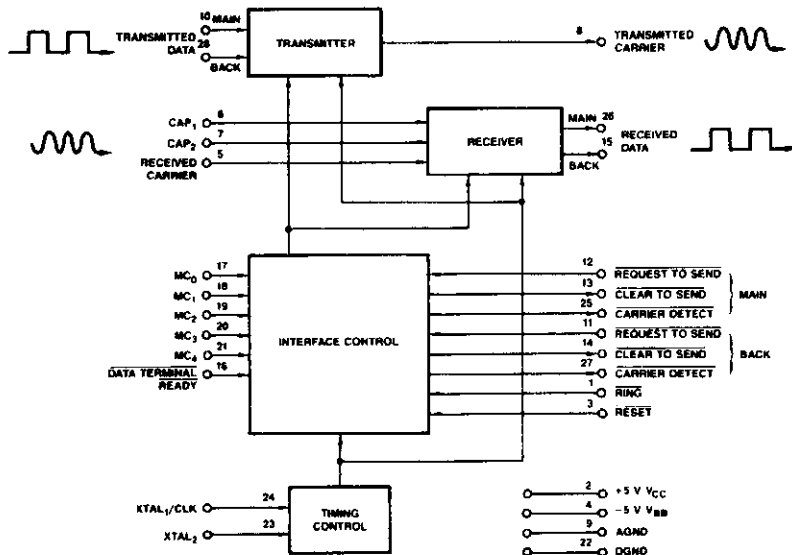 10 MAIN
TRANSMITTED DATA
28
BACK
TRANSMITTER
8
TRANSMITTED CARRIER
CAP1
6
CAP2
7
RECEIVED CARRIER
5
RECEIVER
MAIN 26
15
BACK
RECEIVED DATA
MC0 17
MC1 18
MC2 19
MC3 20
MC4 21
DATA TERMINAL READY 16
INTERFACE CONTROL
12 REQUEST TO SEND
13 CLEAR TO SEND
25 CARRIER DETECT
MAIN
11 REQUEST TO SEND
14 CLEAR TO SEND
27 CARRIER DETECT
BACK
1 RING
3 RESET
XTAL1/CLK 24
XTAL2 23
TIMING CONTROL
2 +5 V VCC
4 -5 V VBB
9 AGND
22 DGND